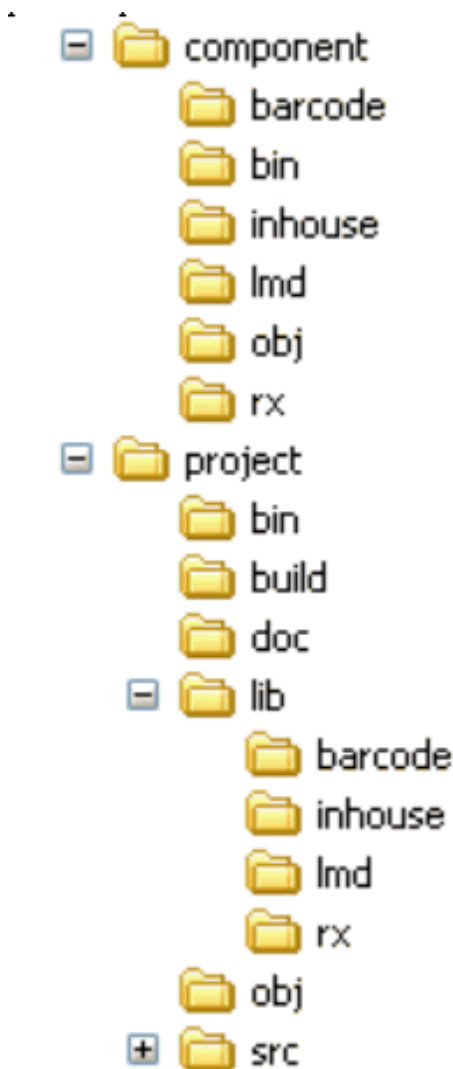 component
barcode
bin
inhouse
lmd
obj
rx
project
bin
build
doc
lib
barcode
inhouse
lmd
rx
obj
src